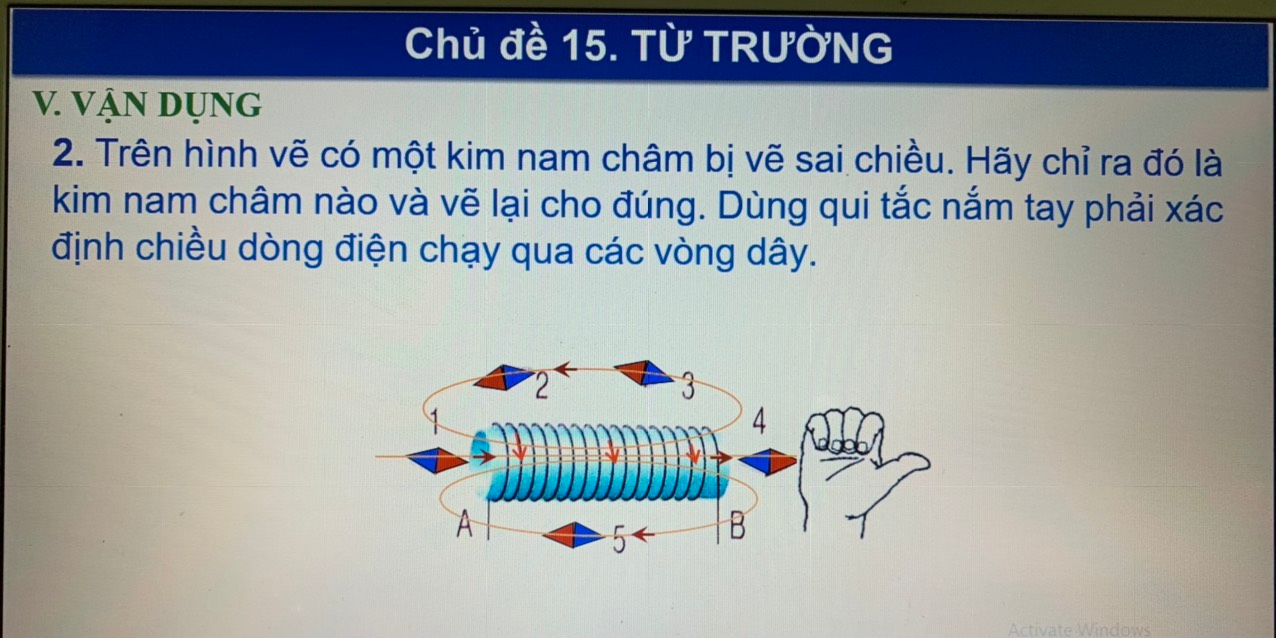 Chủ đề 15. TỪ TRƯỜNG
V. VẬN DỤNG
2. Trên hình vẽ có một kim nam châm bị vẽ sai chiều. Hãy chỉ ra đó là
kim nam châm nào và vẽ lại cho đúng. Dùng qui tắc nắm tay phải xác
định chiều dòng điện chạy qua các vòng dây.
2
3
1
4
A
5
B
Activate Windows